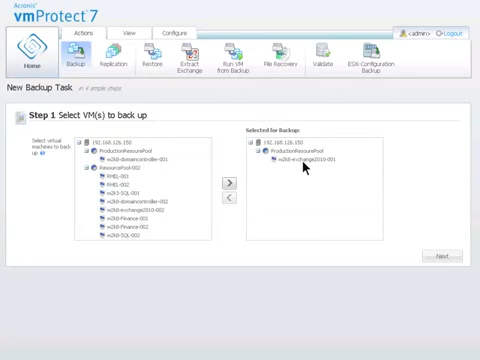 Acronis
vmProtect 7
Actions
View
Configure
<admin>
Logout
Home
Backup
Replication
Restore
Extract Exchange
Run VM from Backup
File Recovery
Validate
ESXi Configuration Backup
New Backup Task in 4 simple steps
Step 1 Select VM(s) to back up
Select virtual machines to back up
192.168.126.150
ProductionResourcePool
w2k8-domaincontroller-001
ResourcePool-002
RHEL-001
RHEL-002
w2k3-SQL-001
w2k8-domaincontroller-002
w2k8-exchange2010-002
w2k8-Finance-001
w2k8-Finance-002
w2k8-SQL-002
Selected for Backup:
192.168.126.150
ProductionResourcePool
w2k8-exchange2010-001
Next